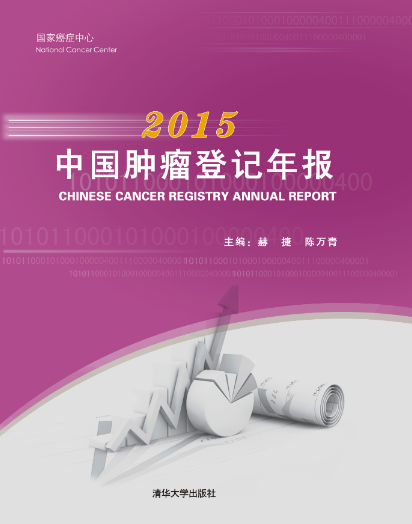 国家癌症中心
National Cancer Center
2015
中国肿瘤登记年报
CHINESE CANCER REGISTRY ANNUAL REPORT
主编：赫 捷 陈万青
清华大学出版社